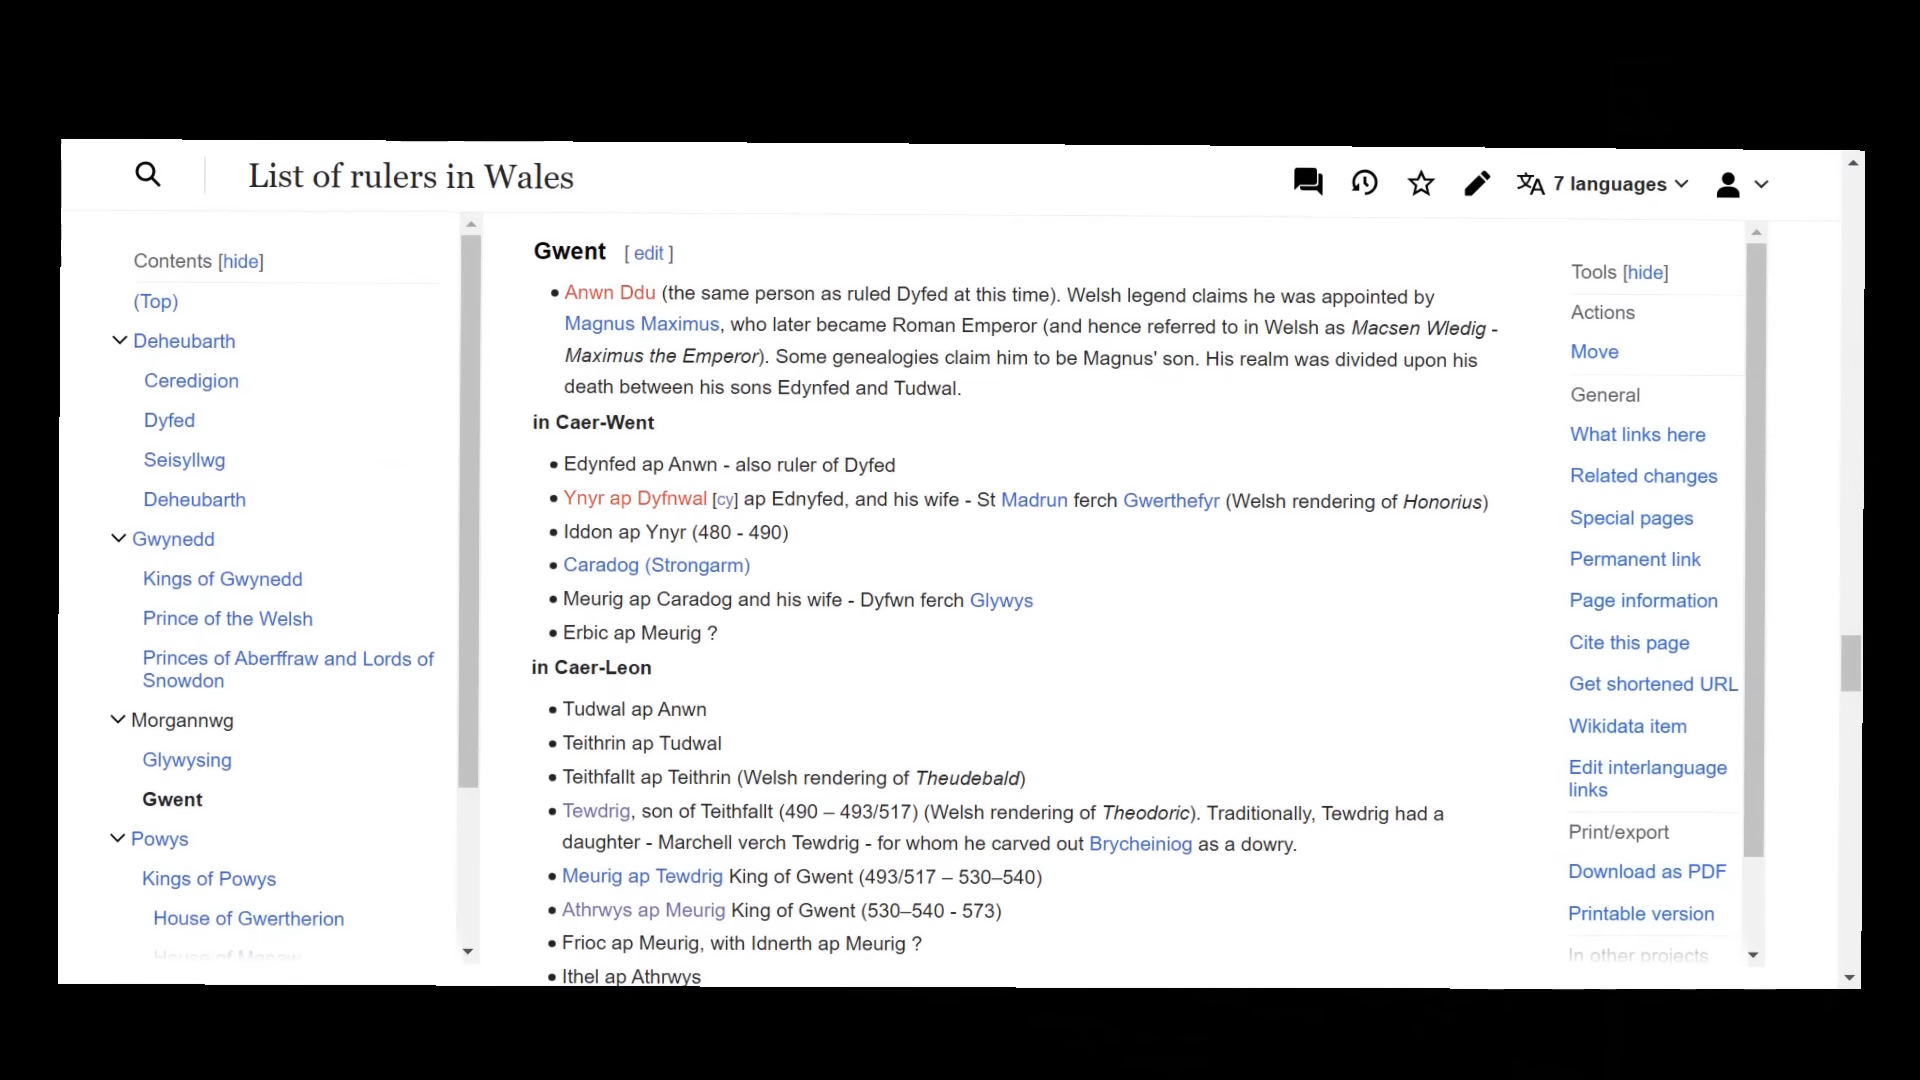 List of rulers in Wales
7 languages
Contents [hide]
(Top)
Deheubarth
Ceredigion
Dyfed
Seisyllwg
Deheubarth
Gwynedd
Kings of Gwynedd
Prince of the Welsh
Princes of Aberffraw and Lords of
Snowdon
Morgannwg
Glywysing
Gwent
Powys
Kings of Powys
House of Gwertherion
House of Manaw
Gwent [ edit ]
• Anwn Ddu (the same person as ruled Dyfed at this time). Welsh legend claims he was appointed by
Magnus Maximus, who later became Roman Emperor (and hence referred to in Welsh as Macsen Wledig -
Maximus the Emperor). Some genealogies claim him to be Magnus' son. His realm was divided upon his
death between his sons Edynfed and Tudwal.
in Caer-Went
• Edynfed ap Anwn - also ruler of Dyfed
• Ynyr ap Dyfnwal [cy] ap Ednyfed, and his wife - St Madrun ferch Gwerthefyr (Welsh rendering of Honorius)
• Iddon ap Ynyr (480 - 490)
• Caradog (Strongarm)
• Meurig ap Caradog and his wife - Dyfwn ferch Glywys
• Erbic ap Meurig ?
in Caer-Leon
• Tudwal ap Anwn
• Teithrin ap Tudwal
• Teithfallt ap Teithrin (Welsh rendering of Theudebald)
• Tewdrig, son of Teithfallt (490 – 493/517) (Welsh rendering of Theodoric). Traditionally, Tewdrig had a
daughter - Marchell verch Tewdrig - for whom he carved out Brycheiniog as a dowry.
• Meurig ap Tewdrig King of Gwent (493/517 – 530–540)
• Athrwys ap Meurig King of Gwent (530–540 - 573)
• Frioc ap Meurig, with Idnerth ap Meurig ?
• Ithel ap Athrwys
Tools [hide]
Actions
Move
General
What links here
Related changes
Special pages
Permanent link
Page information
Cite this page
Get shortened URL
Wikidata item
Edit interlanguage
links
Print/export
Download as PDF
Printable version
In other projects